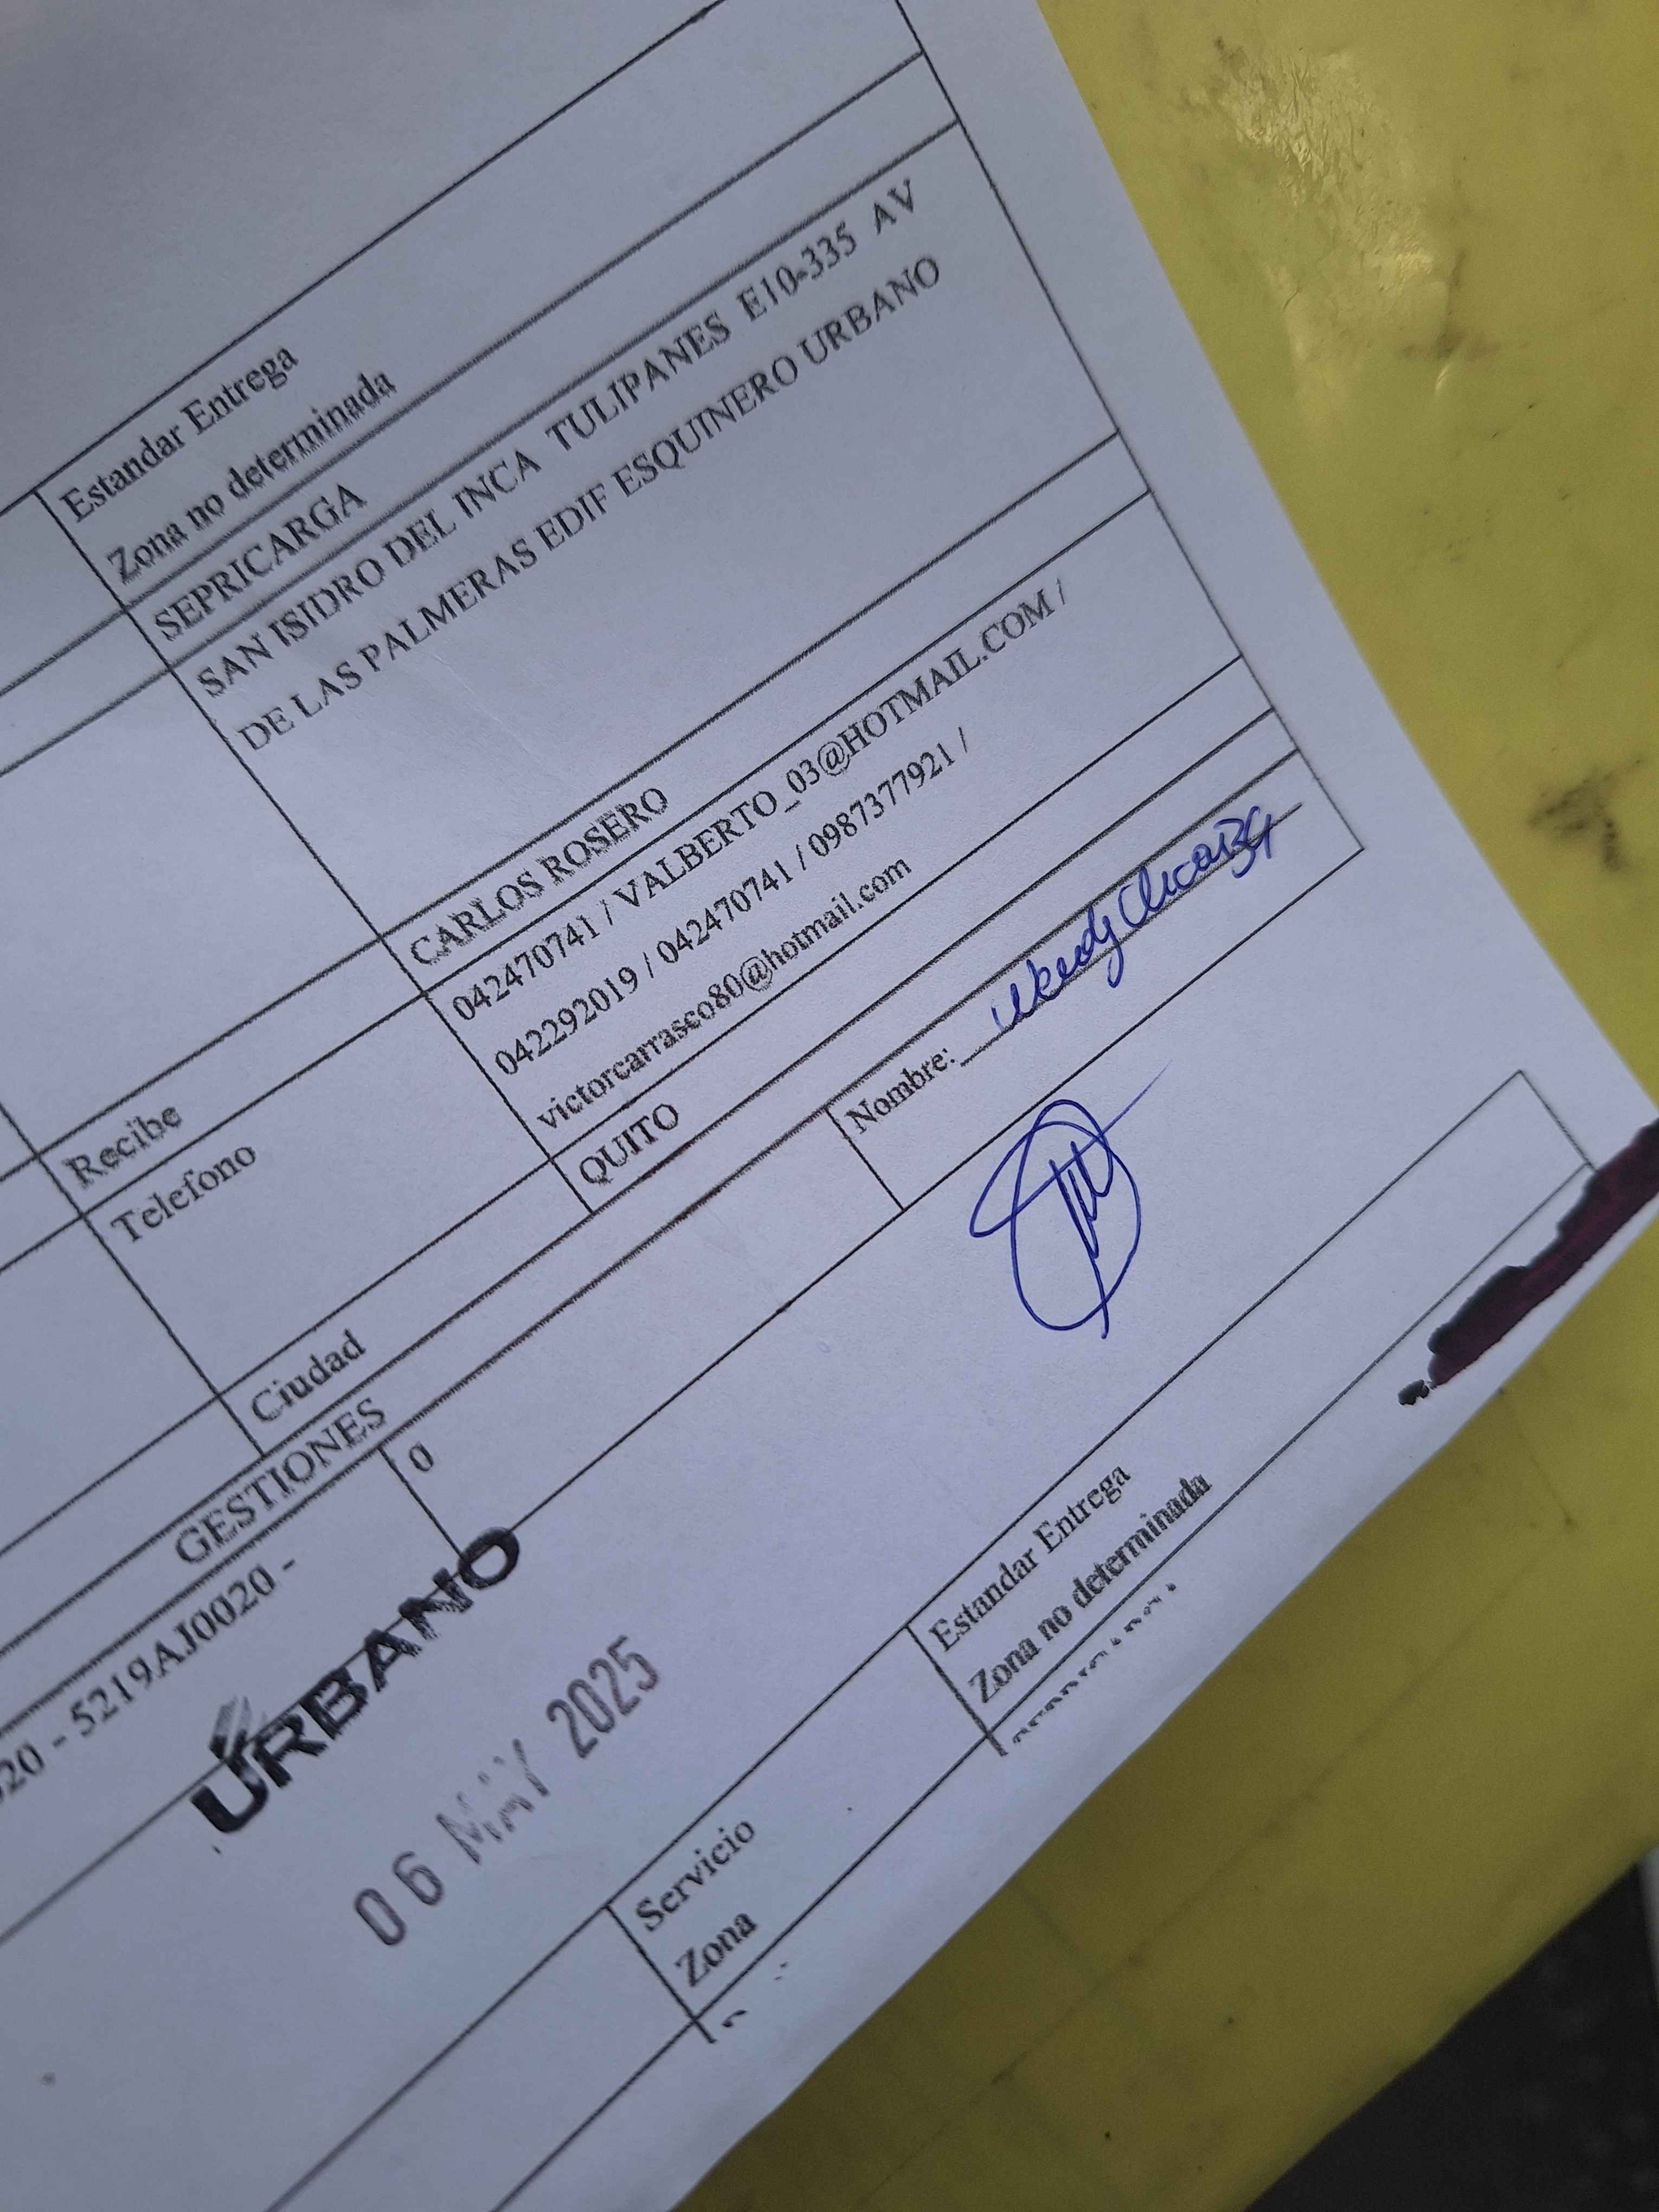 Estandar Entrega
Zona no determinada
SEPRICARGA
SAN ISIDRO DEL INCA TULIPANES E10-335 AV
DE LAS PALMERAS EDIF ESQUINERO URBANO
Recibe CARLOS ROSERO
Telefono 042470741 / VALBERTO_03@HOTMAIL.COM /
042292019 / 042470741 / 0987377921 /
victorcarrasco80@hotmail.com
Ciudad QUITO
GESTIONES
20 - 5219AJ0020 - 0 Nombre:
URBANO
06 MAY 2025
Servicio Estandar Entrega
Zona Zona no determinada